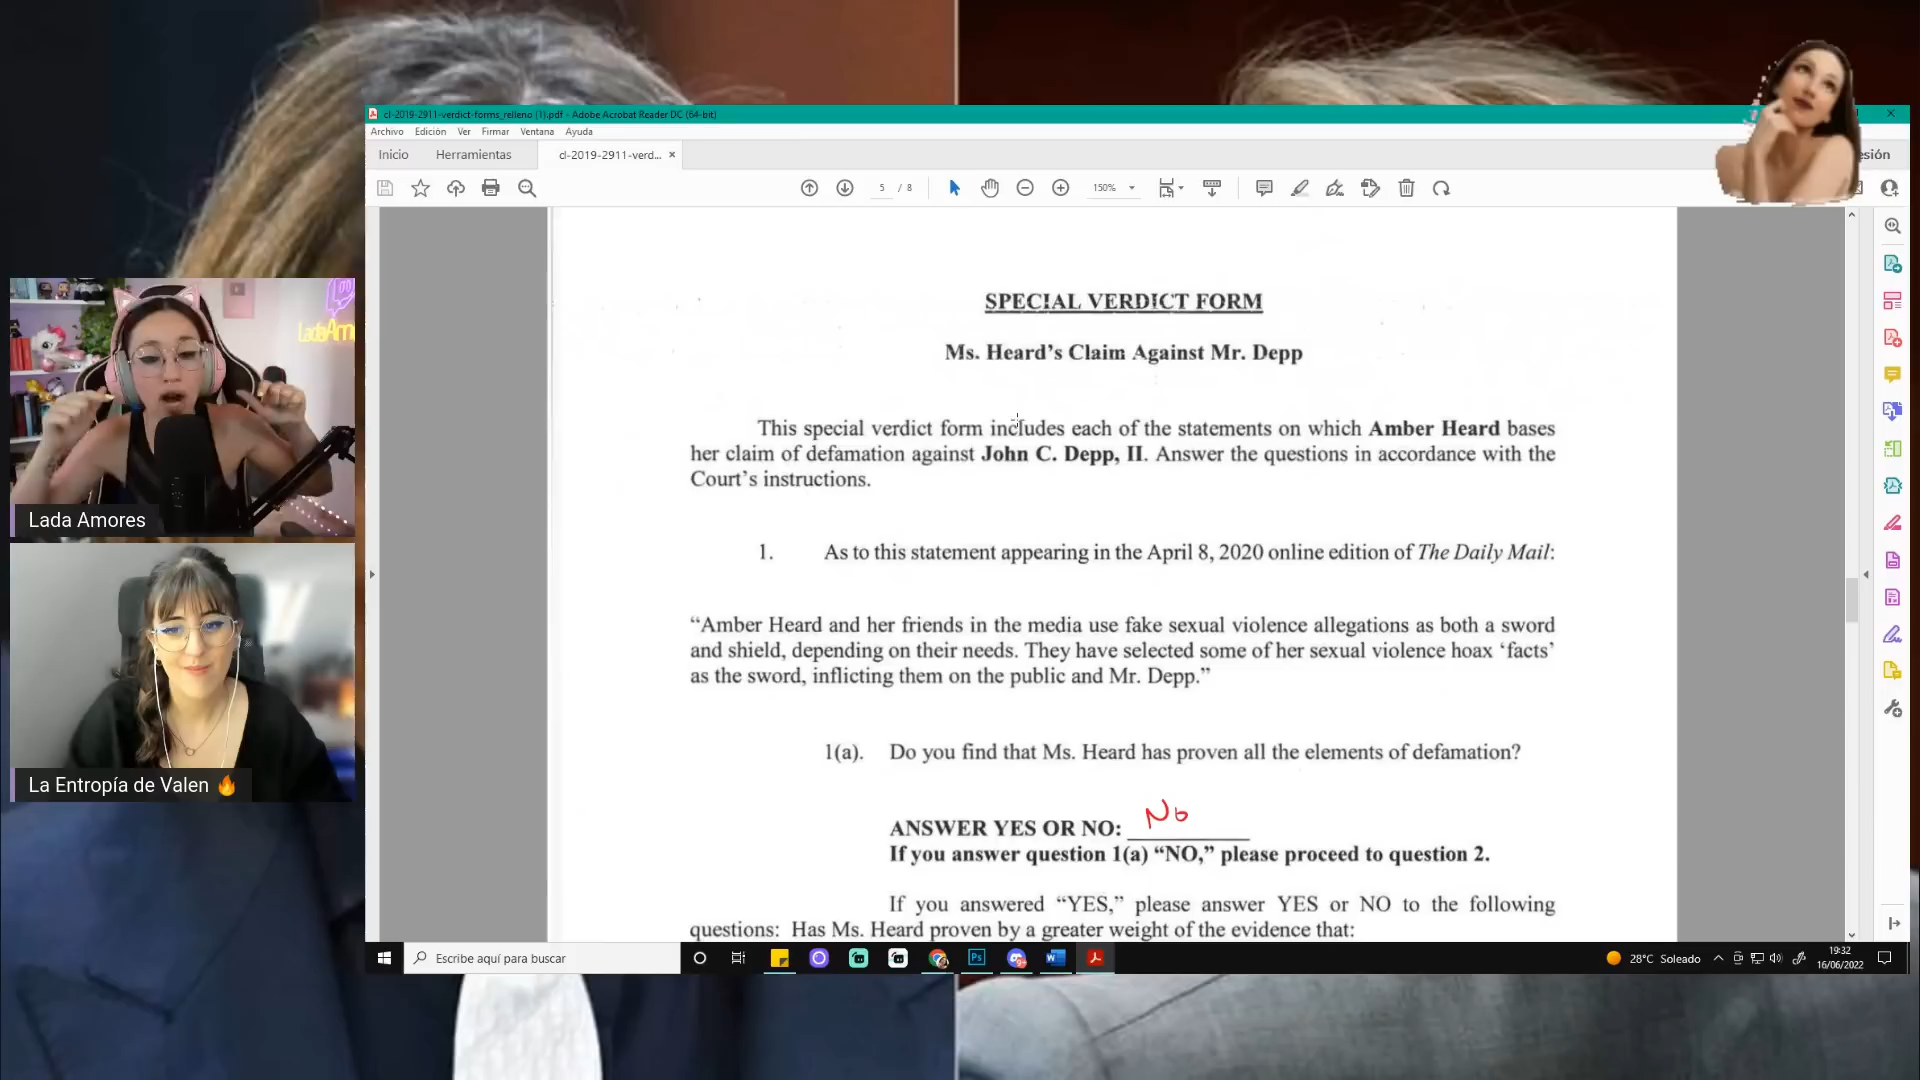 cl-2019-2911-verdict-forms_relleno (1).pdf - Adobe Acrobat Reader DC (64-bit)
Archivo Edición Ver Firmar Ventana Ayuda
Inicio Herramientas cl-2019-2911-verd... × esión
5 / 8 150%
SPECIAL VERDICT FORM
Ms. Heard's Claim Against Mr. Depp
This special verdict form includes each of the statements on which Amber Heard bases
her claim of defamation against John C. Depp, II. Answer the questions in accordance with the
Court's instructions.
1. As to this statement appearing in the April 8, 2020 online edition of The Daily Mail:
“Amber Heard and her friends in the media use fake sexual violence allegations as both a sword
and shield, depending on their needs. They have selected some of her sexual violence hoax ‘facts’
as the sword, inflicting them on the public and Mr. Depp.”
1(a). Do you find that Ms. Heard has proven all the elements of defamation?
ANSWER YES OR NO: No
If you answer question 1(a) “NO,” please proceed to question 2.
If you answered “YES,” please answer YES or NO to the following
questions: Has Ms. Heard proven by a greater weight of the evidence that:
Lada Amores
La Entropía de Valen 🔥
Escribe aquí para buscar
Ps
28°C Soleado
19:32
16/06/2022